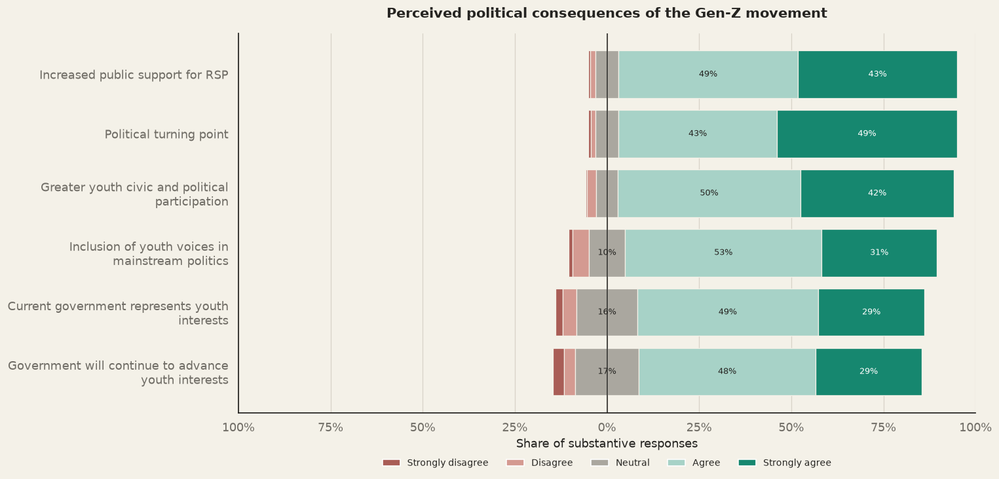 Perceived political consequences of the Gen-Z movement
Increased public support for RSP
49%
43%
Political turning point
43%
49%
Greater youth civic and political
participation
50%
42%
Inclusion of youth voices in
mainstream politics
10%
53%
31%
Current government represents youth
interests
16%
49%
29%
Government will continue to advance
youth interests
17%
48%
29%
100%
75%
50%
25%
0%
25%
50%
75%
100%
Share of substantive responses
Strongly disagree
Disagree
Neutral
Agree
Strongly agree